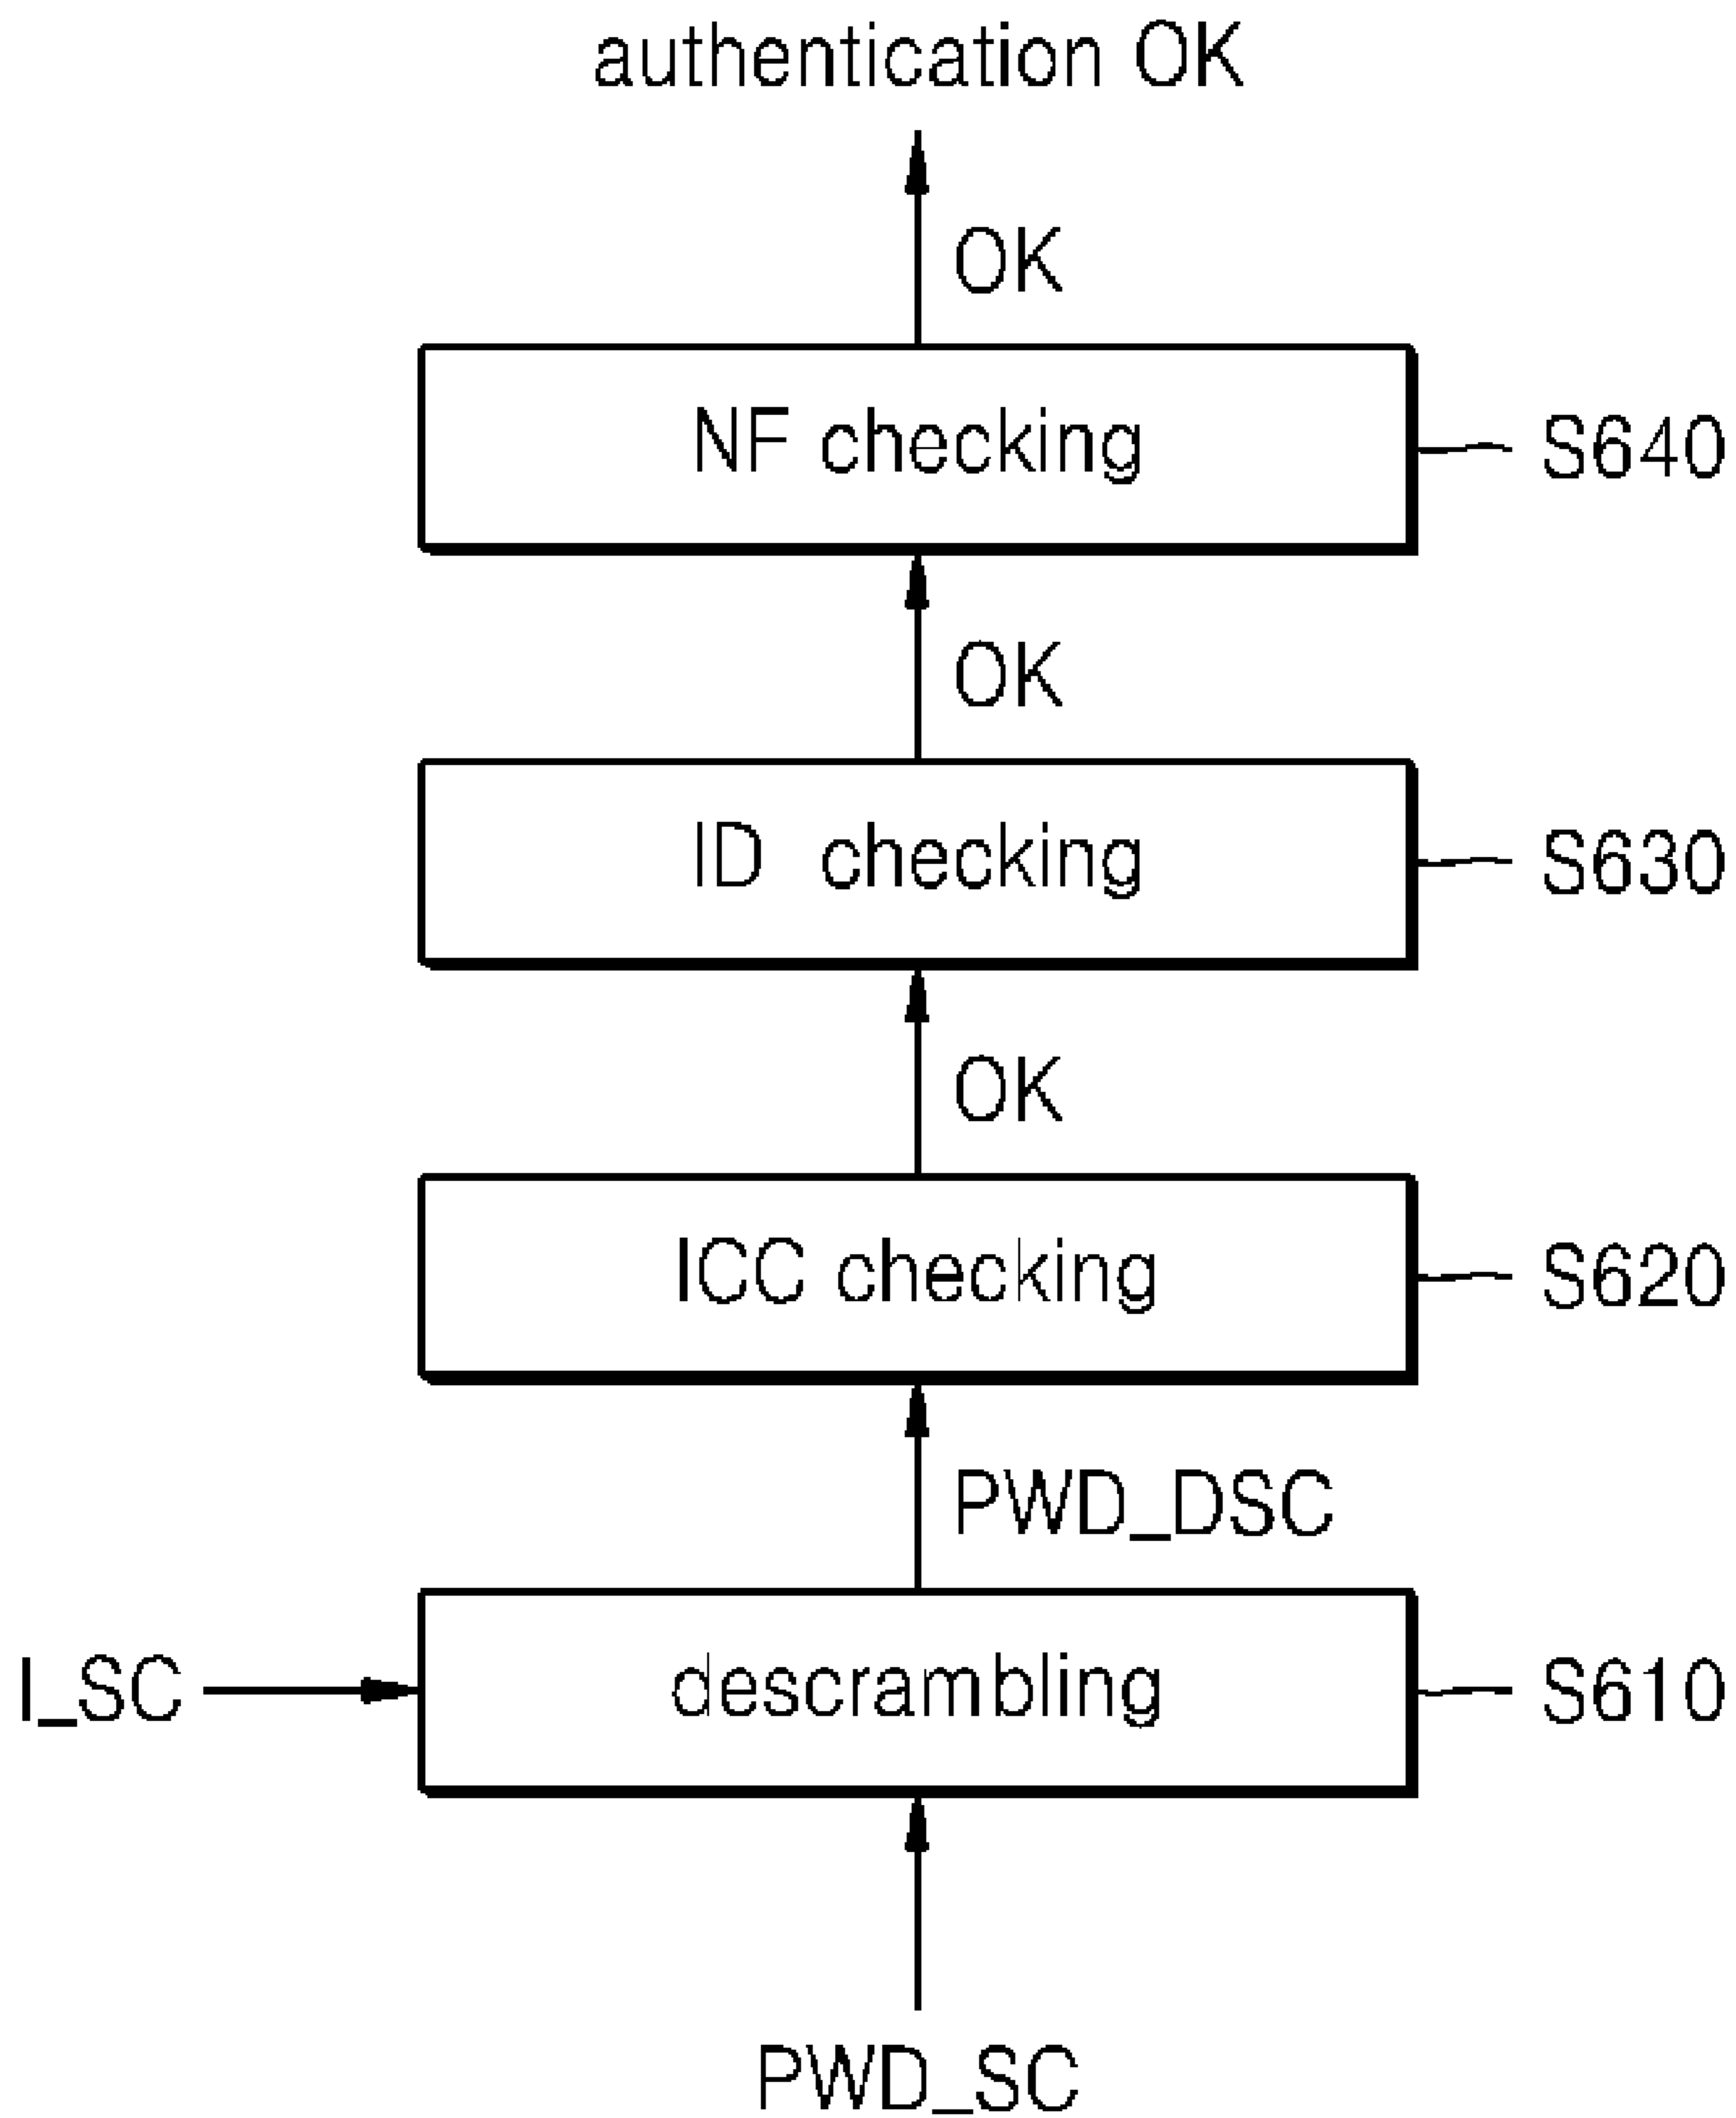 authentication OK
OK
NF checking
S640
OK
ID checking
S630
OK
ICC checking
S620
PWD_DSC
I_SC
descrambling
S610
PWD_SC